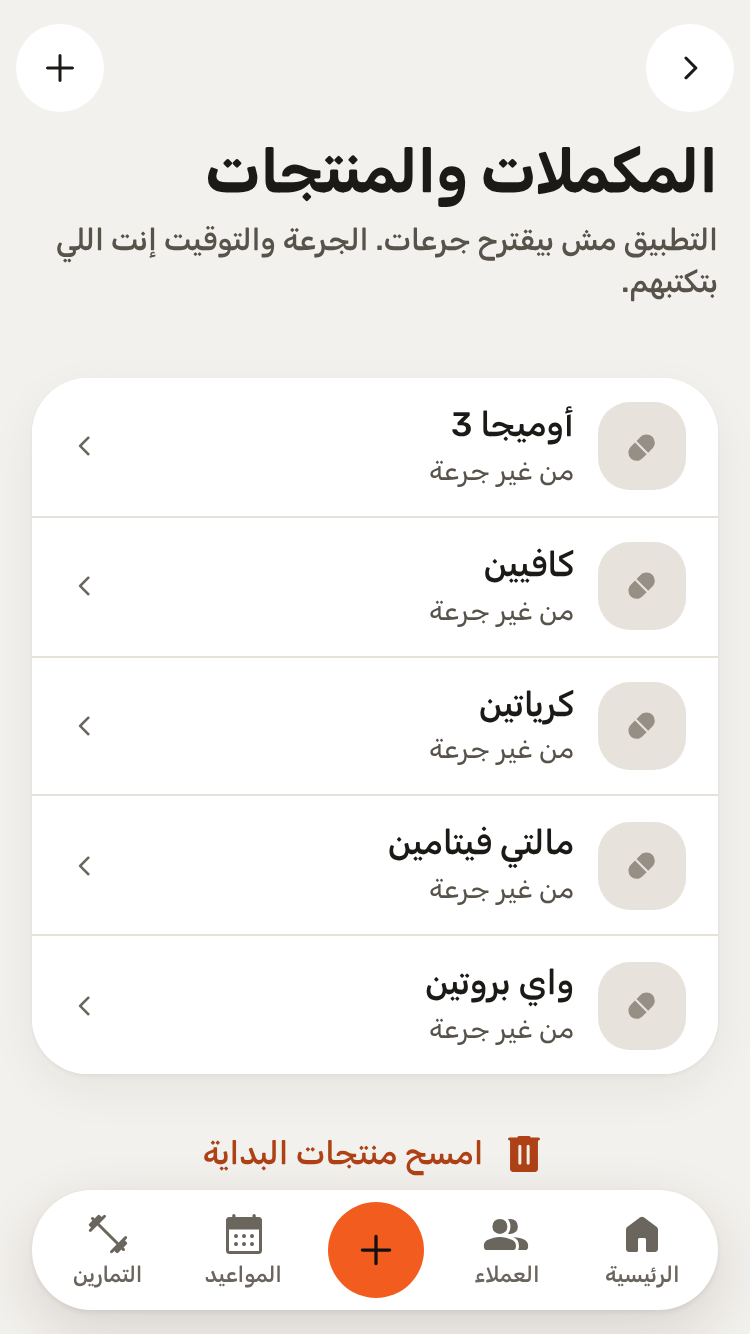 المكملات والمنتجات
التطبيق مش بيقترح جرعات. الجرعة والتوقيت إنت اللي
بتكتبهم.
أوميجا 3
من غير جرعة
كافيين
من غير جرعة
كرياتين
من غير جرعة
مالتي فيتامين
من غير جرعة
واي بروتين
من غير جرعة
امسح منتجات البداية
الرئيسية
العملاء
المواعيد
التمارين